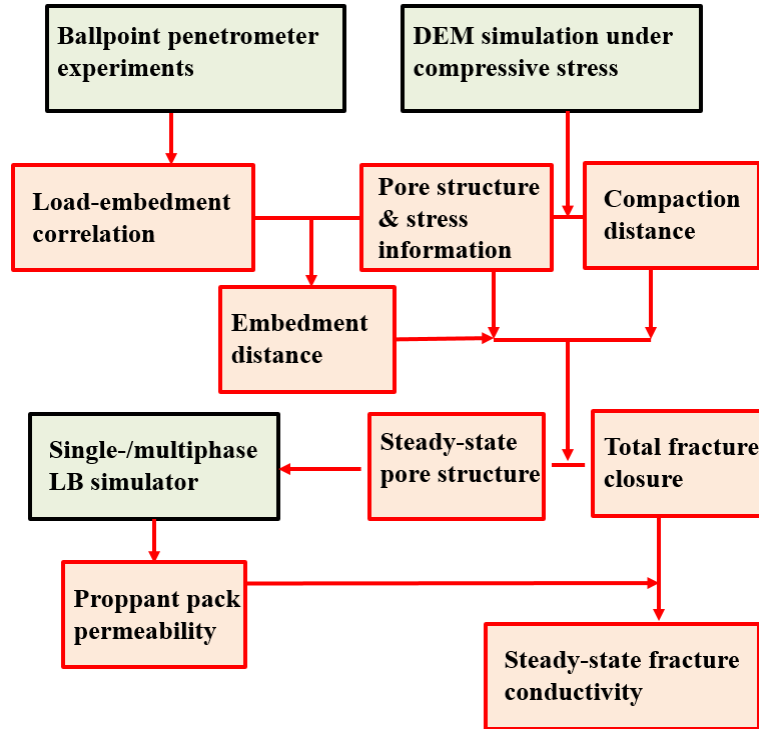 Ballpoint penetrometer
experiments
DEM simulation under
compressive stress
Load-embedment
correlation
Pore structure
& stress
information
Compaction
distance
Embedment
distance
Single-/multiphase
LB simulator
Steady-state
pore structure
Total fracture
closure
Proppant pack
permeability
Steady-state fracture
conductivity